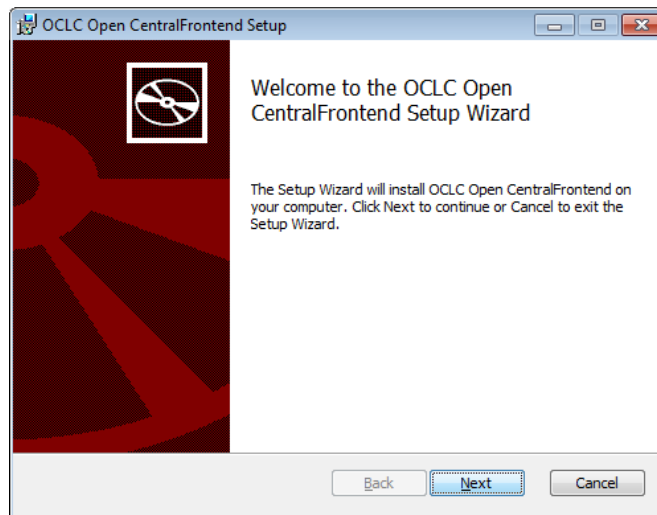 OCLC Open CentralFrontend Setup
Welcome to the OCLC Open
CentralFrontend Setup Wizard
The Setup Wizard will install OCLC Open CentralFrontend on
your computer. Click Next to continue or Cancel to exit the
Setup Wizard.
Back Next Cancel